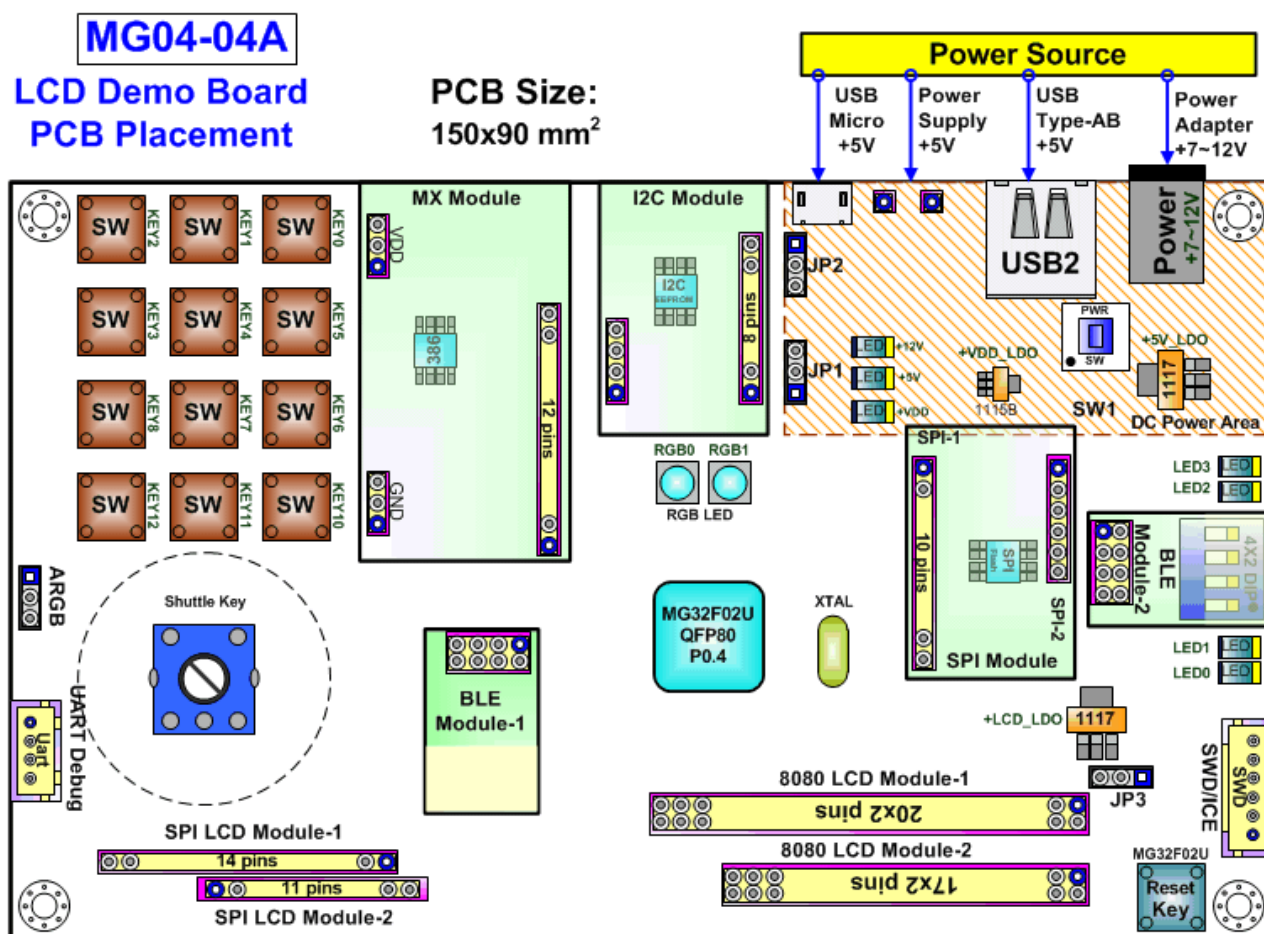 MG04-04A
LCD Demo Board
PCB Placement
PCB Size:
150x90 mm²
Power Source
USB
Micro
+5V
Power
Supply
+5V
USB
Type-AB
+5V
Power
Adapter
+7~12V
SW
KEY2
SW
KEY1
SW
KEY0
SW
KEY3
SW
KEY4
SW
KEY5
SW
KEY8
SW
KEY7
SW
KEY6
SW
KEY12
SW
KEY11
SW
KEY10
MX Module
VDD
386
12 pins
GND
I2C Module
I2C
EEPROM
8 pins
JP2
JP1
USB2
Power
+7~12V
PWR
SW
SW1
LED
+12V
LED
+5V
LED
+VDD
+VDD_LDO
1115B
+5V_LDO
1117
DC Power Area
RGB0
RGB1
RGB LED
SPI-1
10 pins
SPI
Flash
SPI-2
SPI Module
LED3
LED
LED2
LED
BLE
Module-2
4X2 DIP
LED1
LED
LED0
LED
ARGB
Shuttle Key
UART Debug
Uart
BLE
Module-1
MG32F02U
QFP80
P0.4
XTAL
+LCD_LDO
1117
JP3
SWD/ICE
SWD
8080 LCD Module-1
20x2 pins
8080 LCD Module-2
17x2 pins
SPI LCD Module-1
14 pins
11 pins
SPI LCD Module-2
MG32F02U
Reset
Key